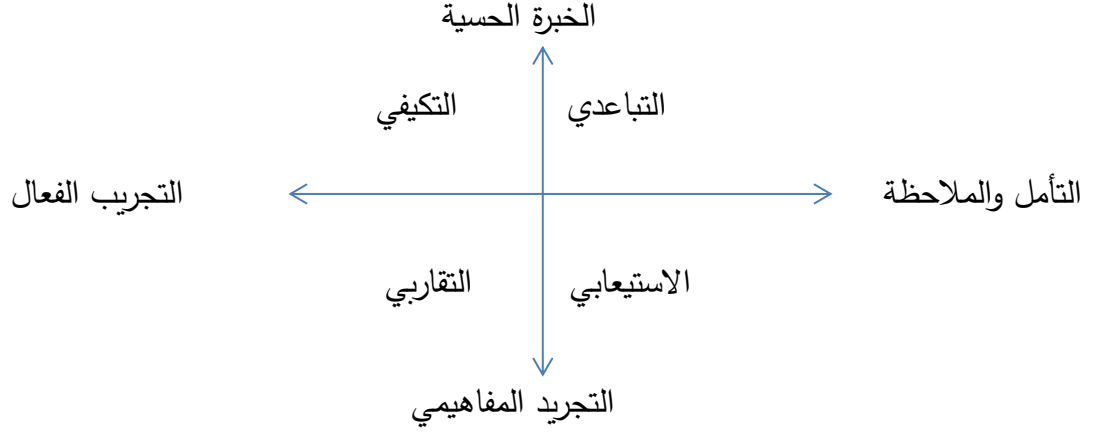 الخبرة الحسية
التباعدي
التكيفي
التأمل والملاحظة
التجريب الفعال
الاستيعابي
التقاربي
التجريد المفاهيمي